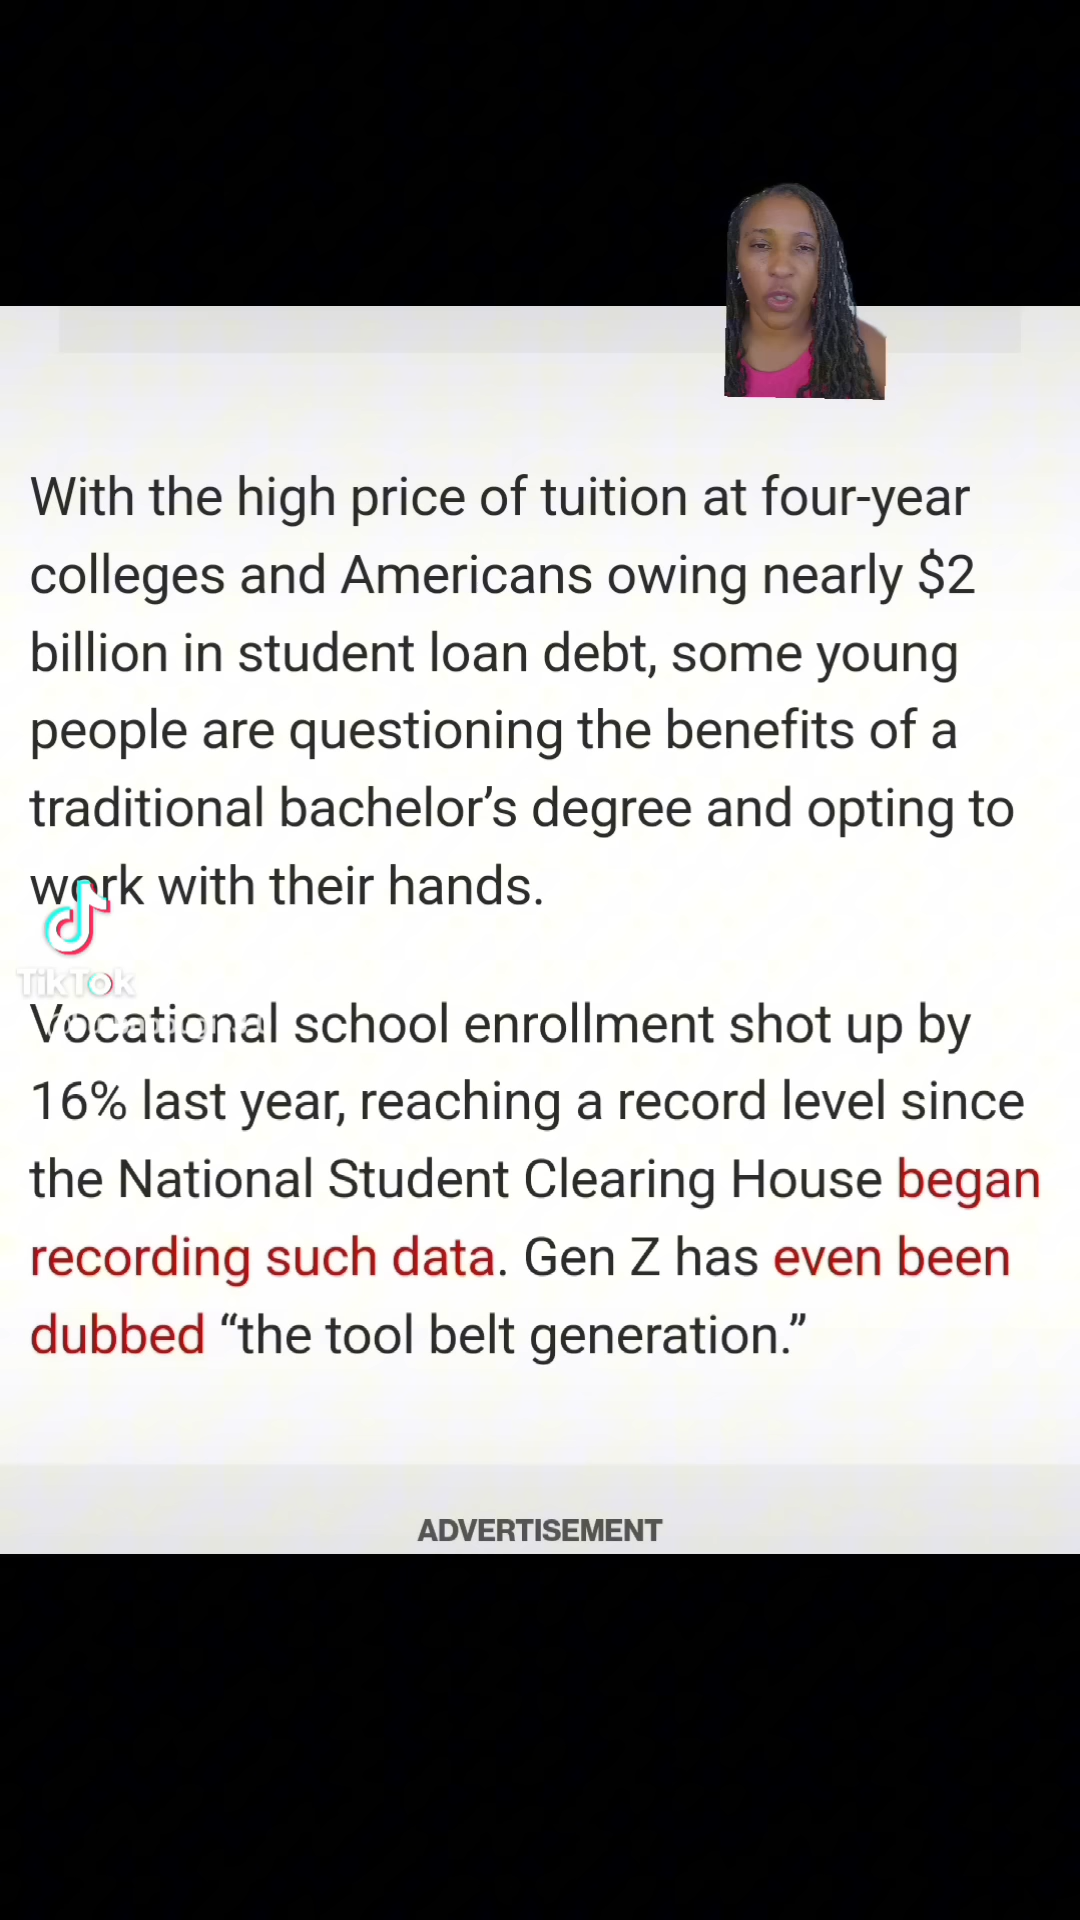 With the high price of tuition at four-year
colleges and Americans owing nearly $2
billion in student loan debt, some young
people are questioning the benefits of a
traditional bachelor’s degree and opting to
work with their hands.
TikTok
Vocational school enrollment shot up by
16% last year, reaching a record level since
the National Student Clearing House began
recording such data. Gen Z has even been
dubbed “the tool belt generation.”
ADVERTISEMENT